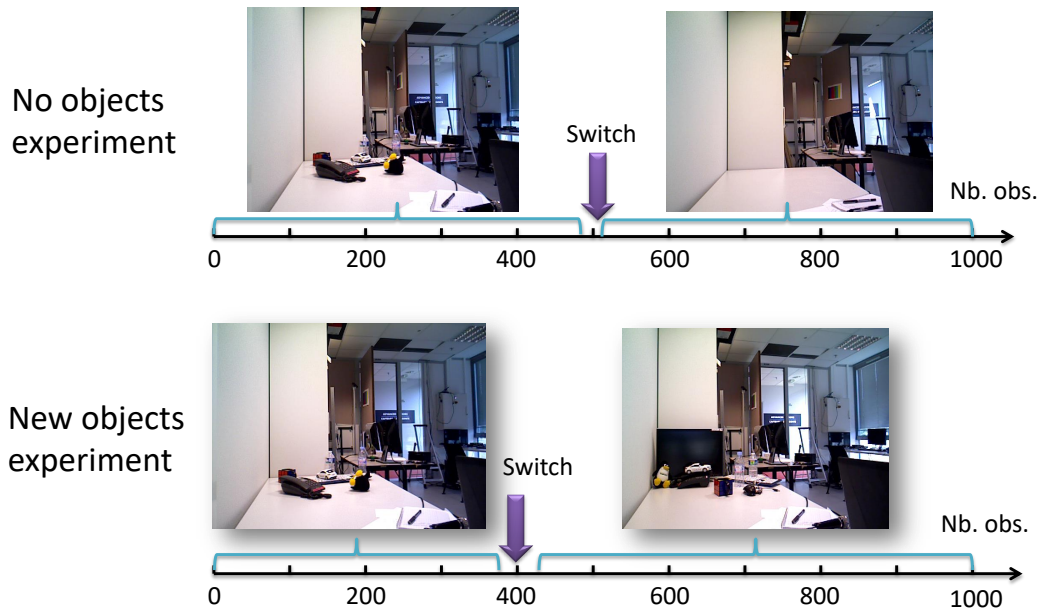 No objects
experiment
Switch
Nb. obs.
0 200 400 600 800 1000
New objects
experiment
Switch
Nb. obs.
0 200 400 600 800 1000